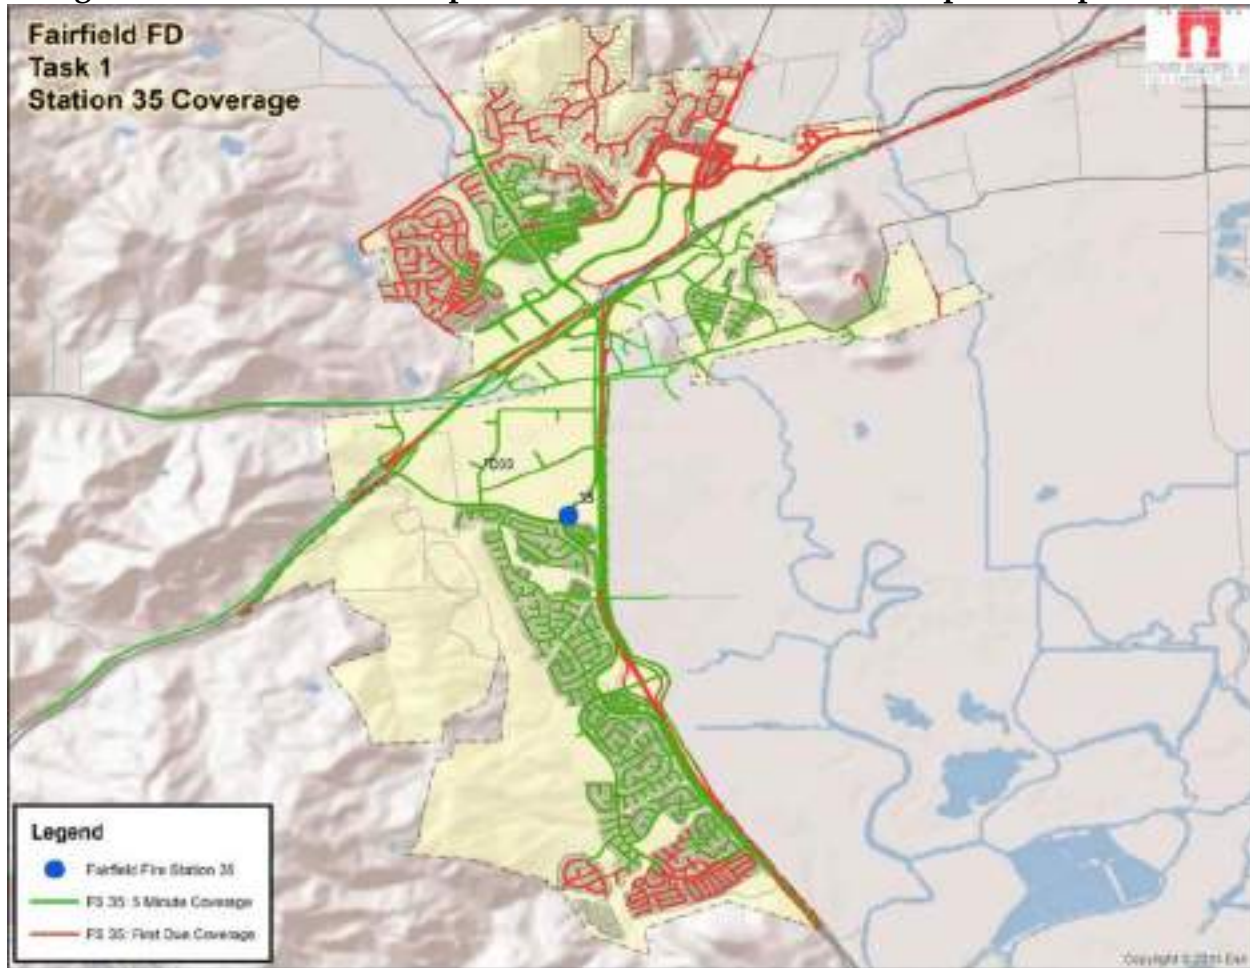 Fairfield FD
Task 1
Station 35 Coverage
35
Legend
Fairfield Fire Station 35
FS 35: 5 Minute Coverage
FS 35: First Due Coverage